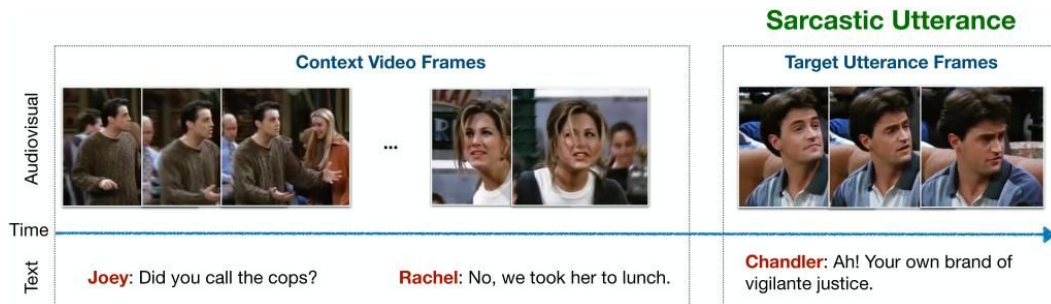 Sarcastic Utterance
Context Video Frames
Target Utterance Frames
Audiovisual
...
Time
Text
Joey: Did you call the cops?
Rachel: No, we took her to lunch.
Chandler: Ah! Your own brand of
vigilante justice.